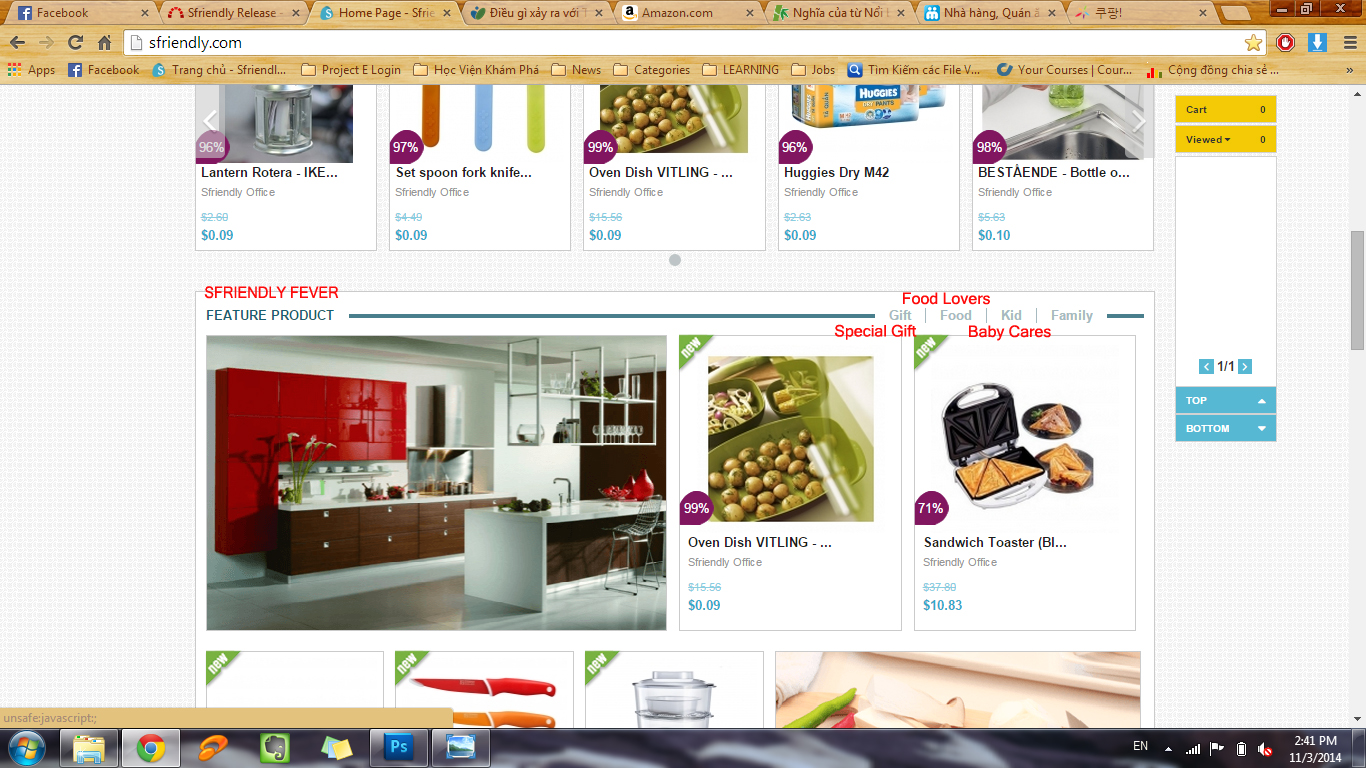 Facebook
Sfriendly Release -
Home Page - Sfrie
Điều gì xảy ra với T
Amazon.com
Nghĩa của từ Nổi L
Nhà hàng, Quán ă
쿠팡!
sfriendly.com
Apps
Facebook
Trang chủ - Sfriendl...
Project E Login
Học Viện Khám Phá
News
Categories
LEARNING
Jobs
Tìm Kiếm các File V...
Your Courses | Cour...
Cộng đồng chia sẻ ...
»
HUGGIES
DRY PANTS
TÃ QUẦN
96%
97%
99%
96%
98%
Lantern Rotera - IKE...
Set spoon fork knife...
Oven Dish VITLING - ...
Huggies Dry M42
BESTÅENDE - Bottle o...
Sfriendly Office
Sfriendly Office
Sfriendly Office
Sfriendly Office
Sfriendly Office
$2.60
$4.49
$15.56
$2.63
$5.63
$0.09
$0.09
$0.09
$0.09
$0.10
Cart 0
Viewed 0
1/1
TOP
BOTTOM
SFRIENDLY FEVER
Food Lovers
FEATURE PRODUCT
Gift | Food | Kid | Family
Special Gift
Baby Cares
new
new
99%
71%
Oven Dish VITLING - ...
Sandwich Toaster (Bl...
Sfriendly Office
Sfriendly Office
$15.56
$37.80
$0.09
$10.83
new
new
new
unsafe:javascript:;
Ps
EN
2:41 PM
11/3/2014